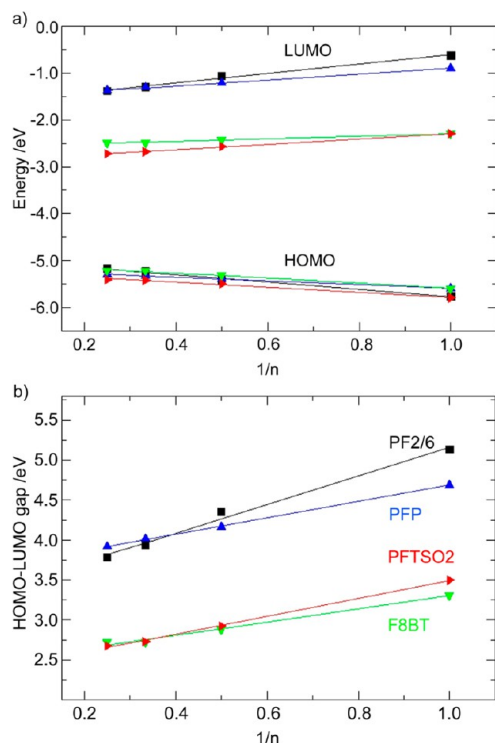 a)
0.0
-1.0
-2.0
-3.0
-4.0
-5.0
-6.0
Energy /eV
LUMO
HOMO
0.2 0.4 0.6 0.8 1.0
1/n
b)
5.5
5.0
4.5
4.0
3.5
3.0
2.5
HOMO-LUMO gap /eV
PF2/6
PFP
PFTSO2
F8BT
0.2 0.4 0.6 0.8 1.0
1/n